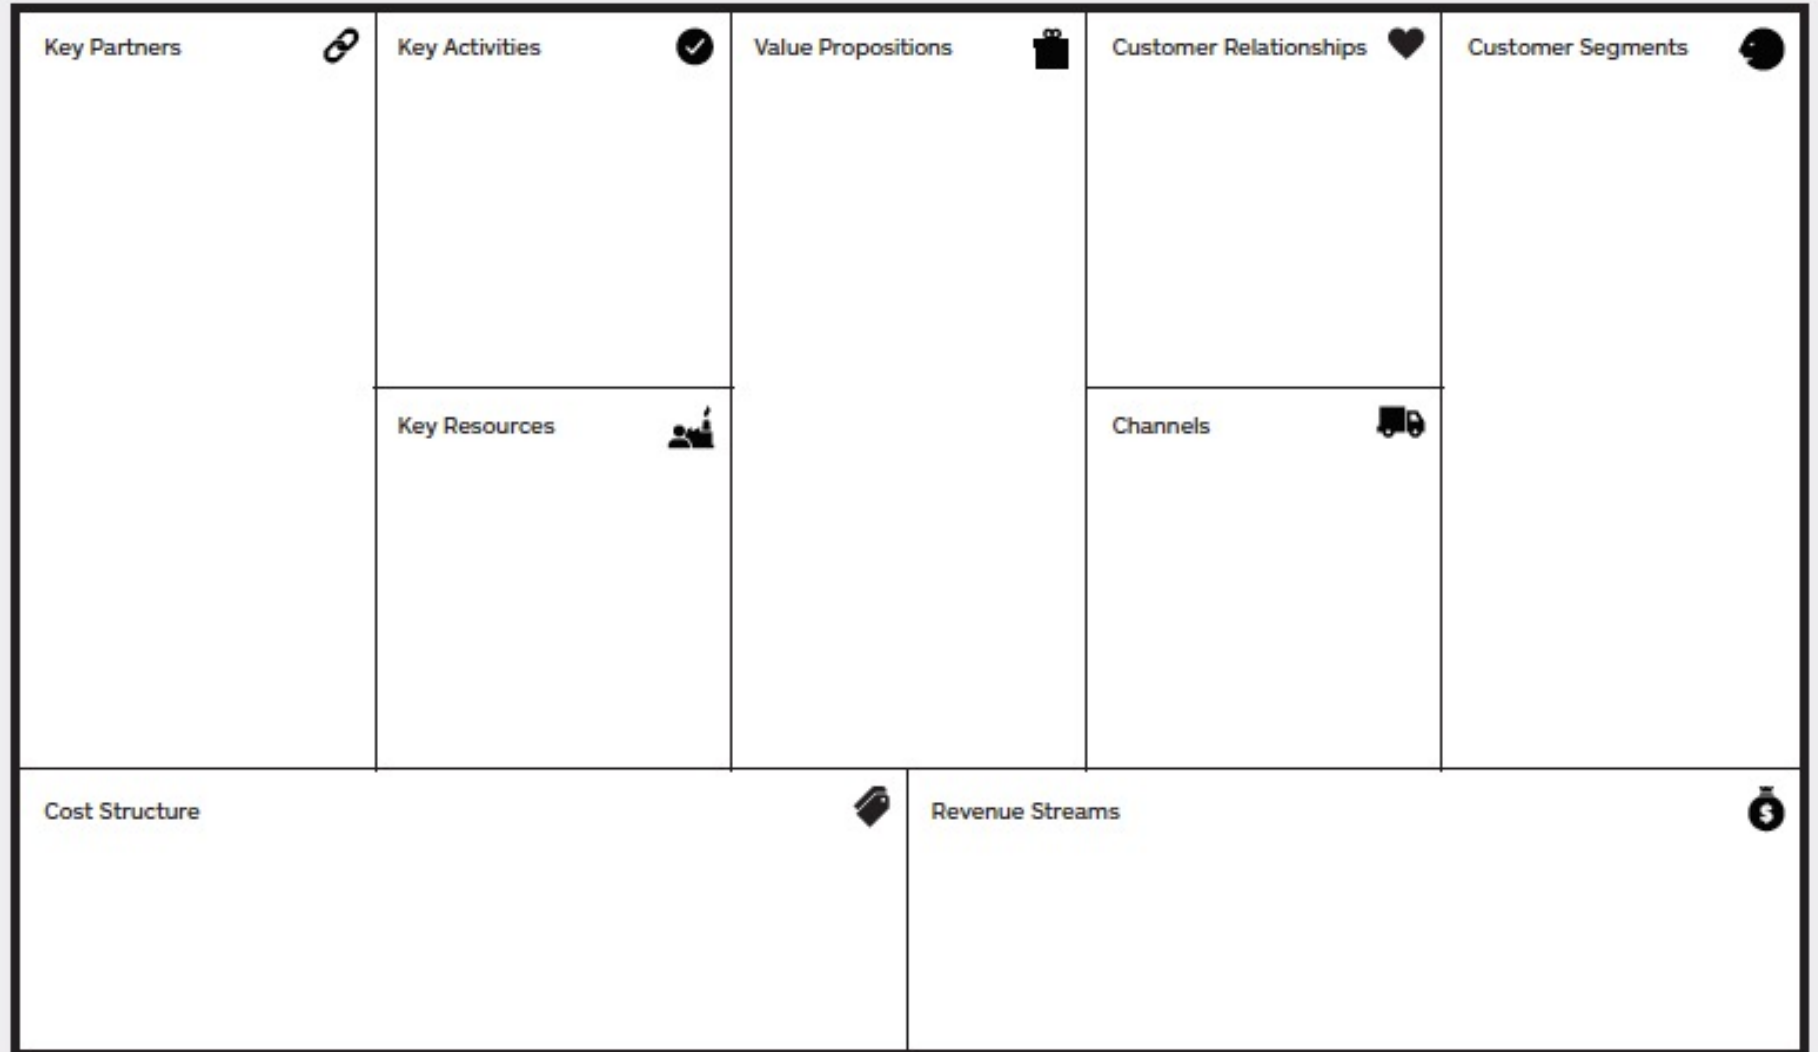 Key Partners
Key Activities
Value Propositions
Customer Relationships
Customer Segments
Key Resources
Channels
Cost Structure
Revenue Streams
$